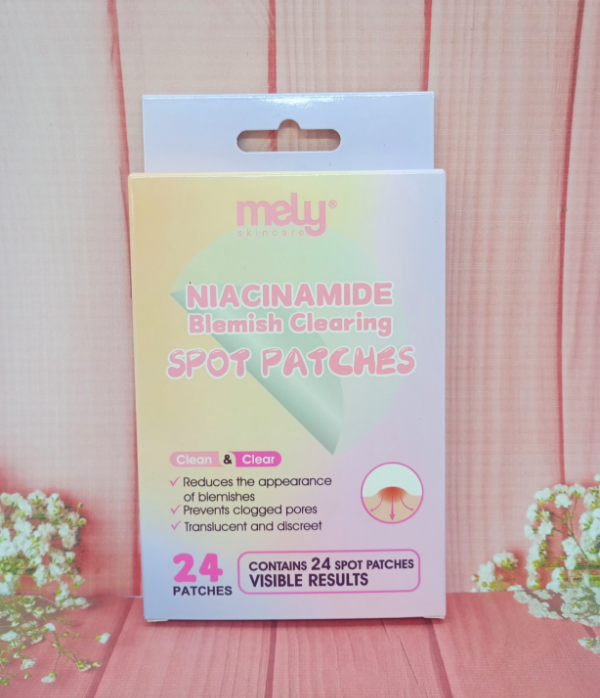 mely®
skincare
NIACINAMIDE
Blemish Clearing
SPOT PATCHES
Clean & Clear
Reduces the appearance
of blemishes
Prevents clogged pores
Translucent and discreet
24
PATCHES
CONTAINS 24 SPOT PATCHES
VISIBLE RESULTS